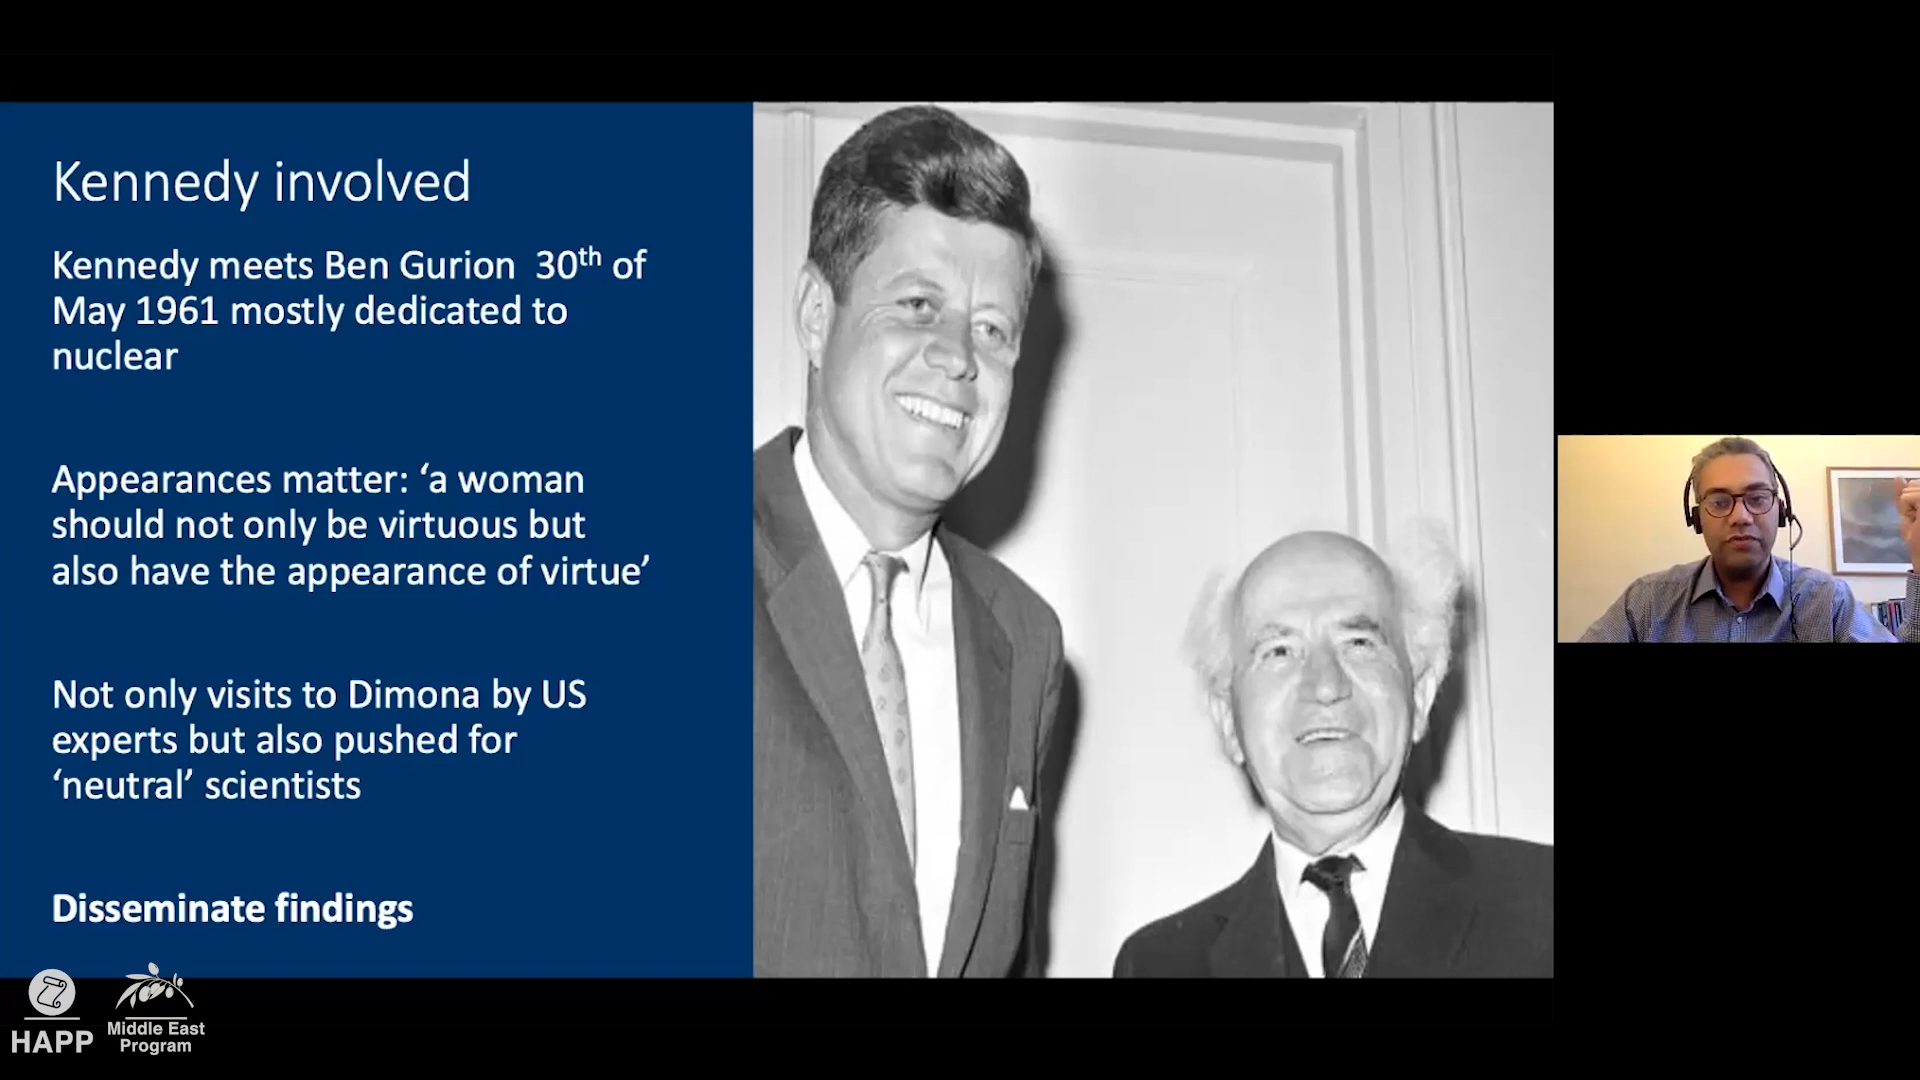 Kennedy involved
Kennedy meets Ben Gurion  30th of
May 1961 mostly dedicated to
nuclear
Appearances matter: ‘a woman
should not only be virtuous but
also have the appearance of virtue’
Not only visits to Dimona by US
experts but also pushed for
‘neutral’ scientists
Disseminate findings
HAPP
Middle East
Program